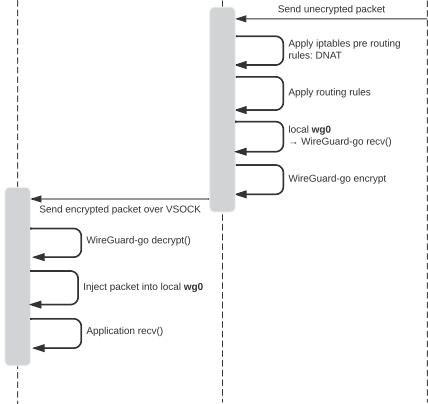 Send unecrypted packet
Apply iptables pre routing
rules: DNAT
Apply routing rules
local wg0
→ WireGuard-go recv()
WireGuard-go encrypt
Send encrypted packet over VSOCK
WireGuard-go decrypt()
Inject packet into local wg0
Application recv()